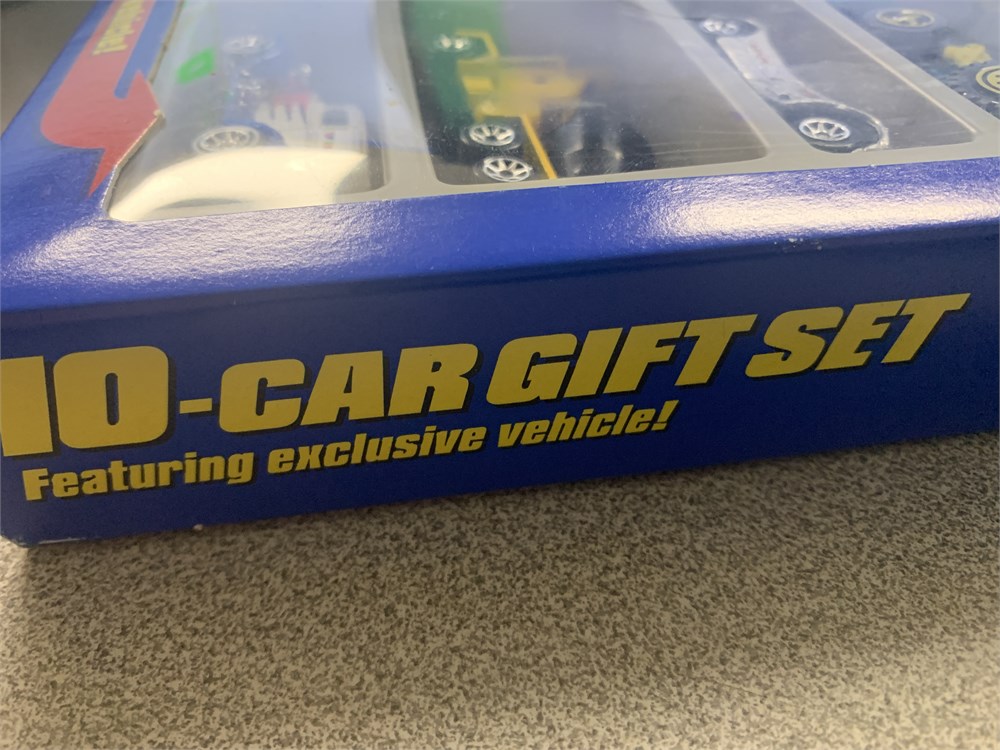 10-CAR GIFT SET
Featuring exclusive vehicle!